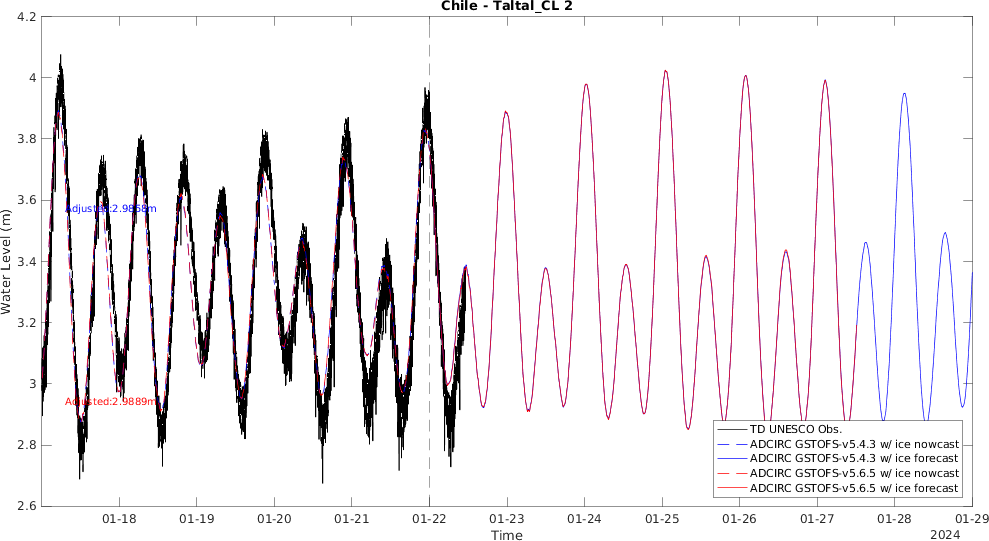 Chile - Taltal_CL 2
4.2
4
3.8
3.6
3.4
3.2
3
2.8
2.6
Water Level (m)
Adjusted:2.9858m
Adjusted:2.9889m
TD UNESCO Obs.
ADCIRC GSTOFS-v5.4.3 w/ ice nowcast
ADCIRC GSTOFS-v5.4.3 w/ ice forecast
ADCIRC GSTOFS-v5.6.5 w/ ice nowcast
ADCIRC GSTOFS-v5.6.5 w/ ice forecast
01-18 01-19 01-20 01-21 01-22 01-23 01-24 01-25 01-26 01-27 01-28 01-29
Time
2024